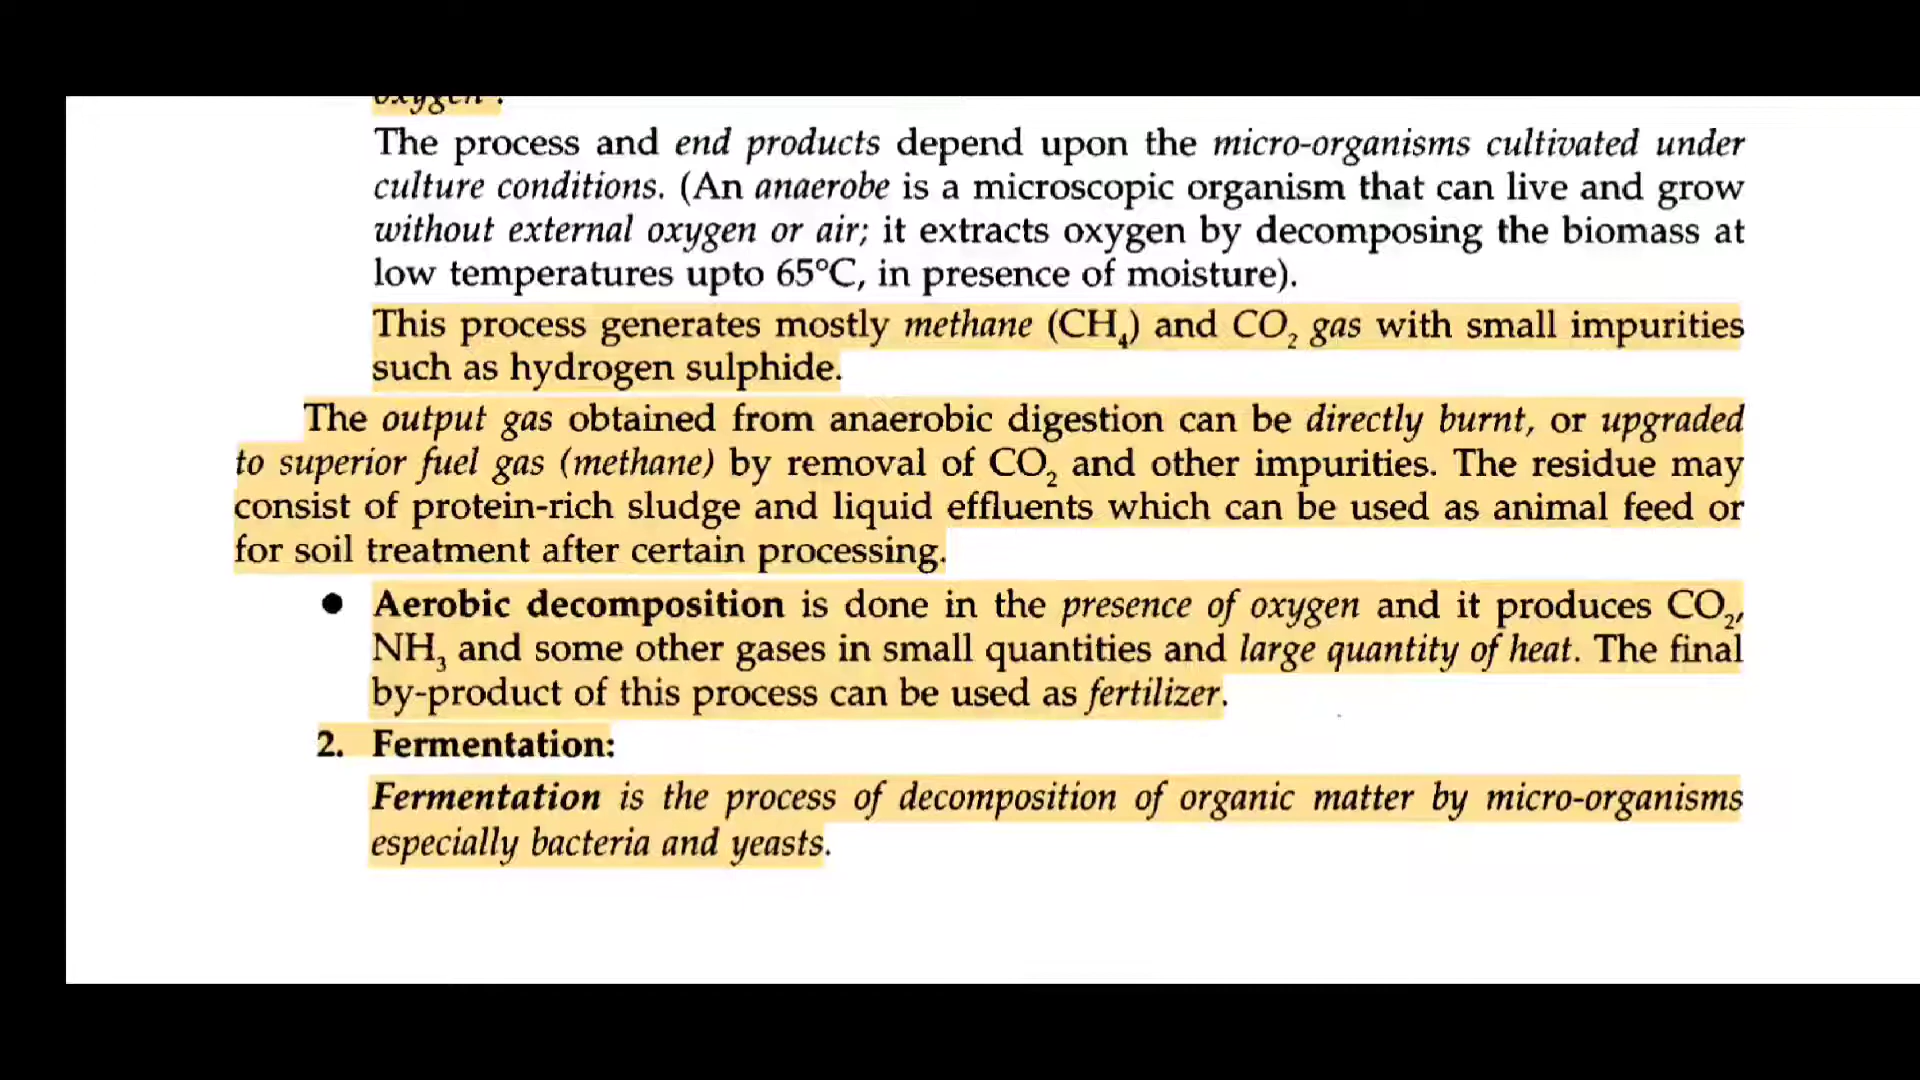 oxygen'.
The process and end products depend upon the micro-organisms cultivated under
culture conditions. (An anaerobe is a microscopic organism that can live and grow
without external oxygen or air; it extracts oxygen by decomposing the biomass at
low temperatures upto 65°C, in presence of moisture).
This process generates mostly methane (CH₄) and CO₂ gas with small impurities
such as hydrogen sulphide.
The output gas obtained from anaerobic digestion can be directly burnt, or upgraded
to superior fuel gas (methane) by removal of CO₂ and other impurities. The residue may
consist of protein-rich sludge and liquid effluents which can be used as animal feed or
for soil treatment after certain processing.
● Aerobic decomposition is done in the presence of oxygen and it produces CO₂,
NH₃ and some other gases in small quantities and large quantity of heat. The final
by-product of this process can be used as fertilizer.
2. Fermentation:
Fermentation is the process of decomposition of organic matter by micro-organisms
especially bacteria and yeasts.